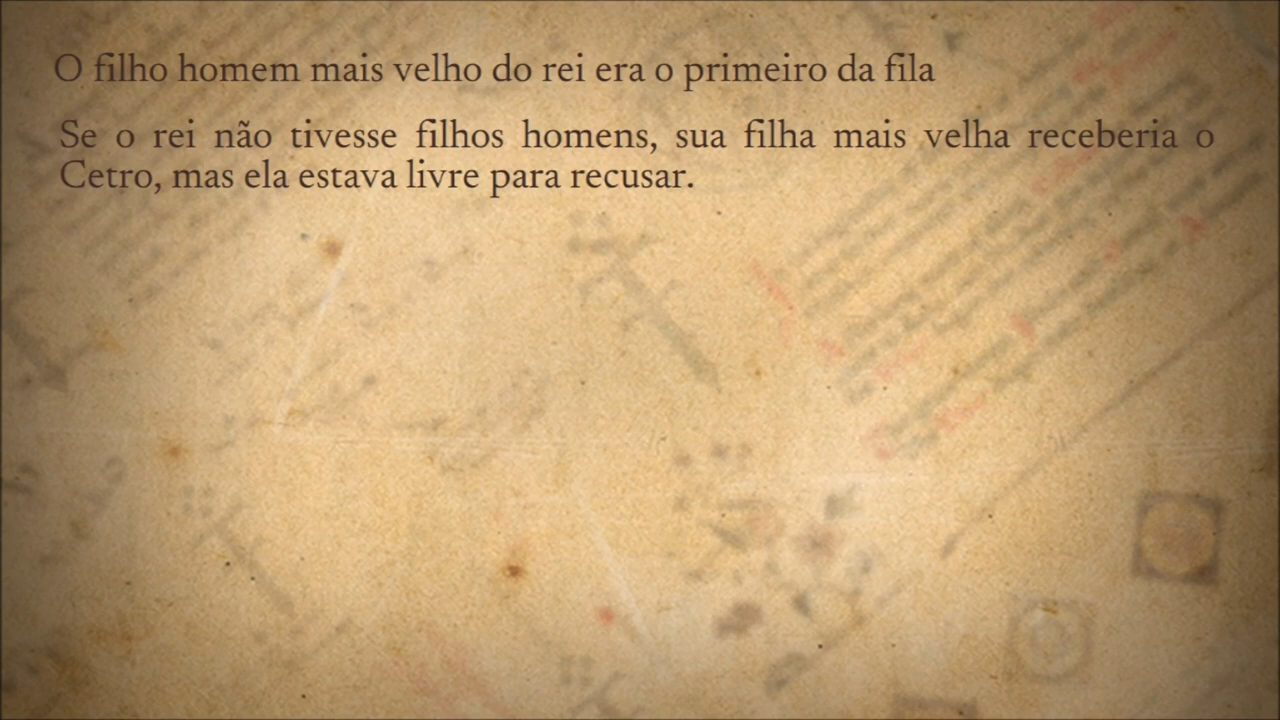 O filho homem mais velho do rei era o primeiro da fila
Se o rei não tivesse filhos homens, sua filha mais velha receberia o
Cetro, mas ela estava livre para recusar.